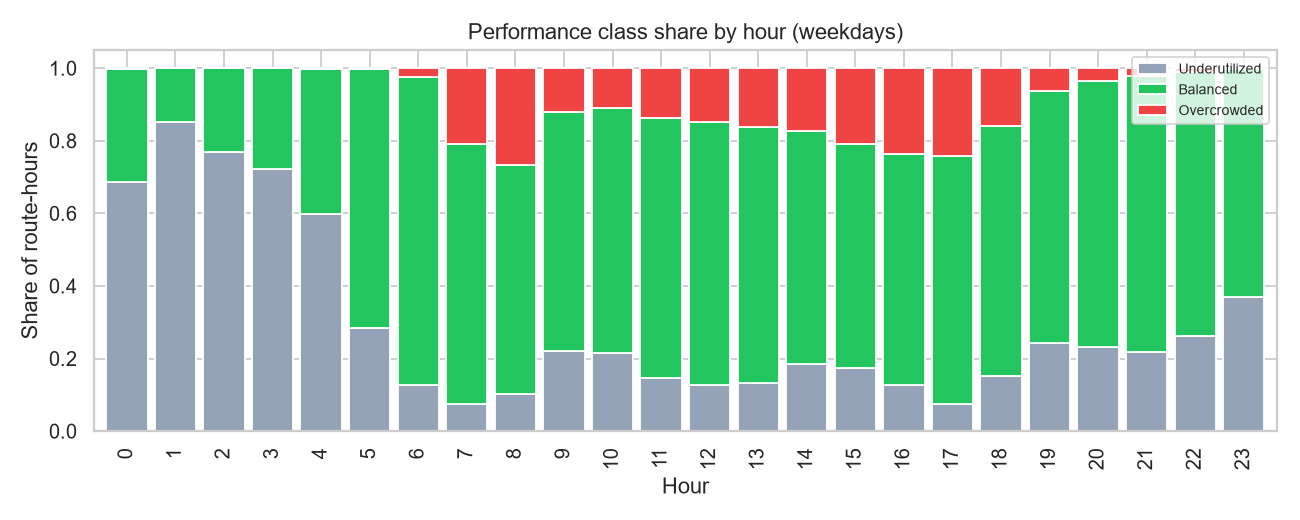 Performance class share by hour (weekdays)
Underutilized
Balanced
Overcrowded
Share of route-hours
1.0
0.8
0.6
0.4
0.2
0.0
0 1 2 3 4 5 6 7 8 9 10 11 12 13 14 15 16 17 18 19 20 21 22 23
Hour